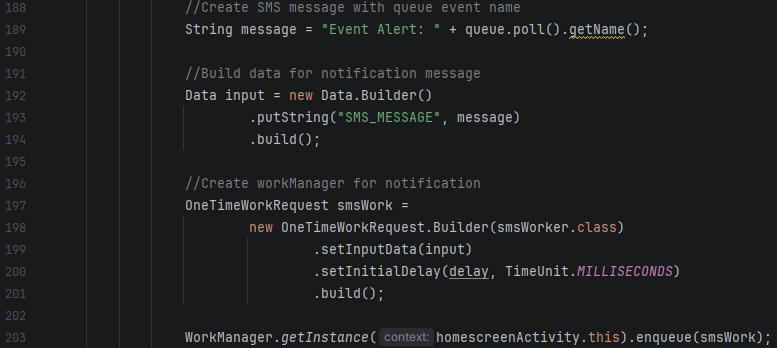 188 //Create SMS message with queue event name
189 String message = "Event Alert: " + queue.poll().getName();
190
191 //Build data for notification message
192 Data input = new Data.Builder()
193 .putString("SMS_MESSAGE", message)
194 .build();
195
196 //Create workManager for notification
197 OneTimeWorkRequest smsWork =
198 new OneTimeWorkRequest.Builder(smsWorker.class)
199 .setInputData(input)
200 .setInitialDelay(delay, TimeUnit.MILLISECONDS)
201 .build();
202
203 WorkManager.getInstance( context: homescreenActivity.this).enqueue(smsWork);